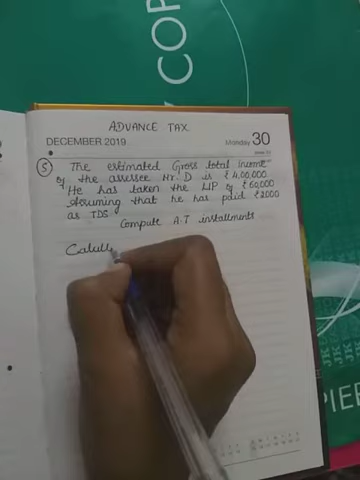 COP
ADVANCE TAX
DECEMBER 2019 Monday 30
5 The estimated Gross total income
of the assessee Mr. D is ₹ 4,00,000
He has taken the LIP of ₹ 60,000
Assuming that he has paid ₹ 2000
as TDS
Compute A.T installments
Calull
JK
PIE